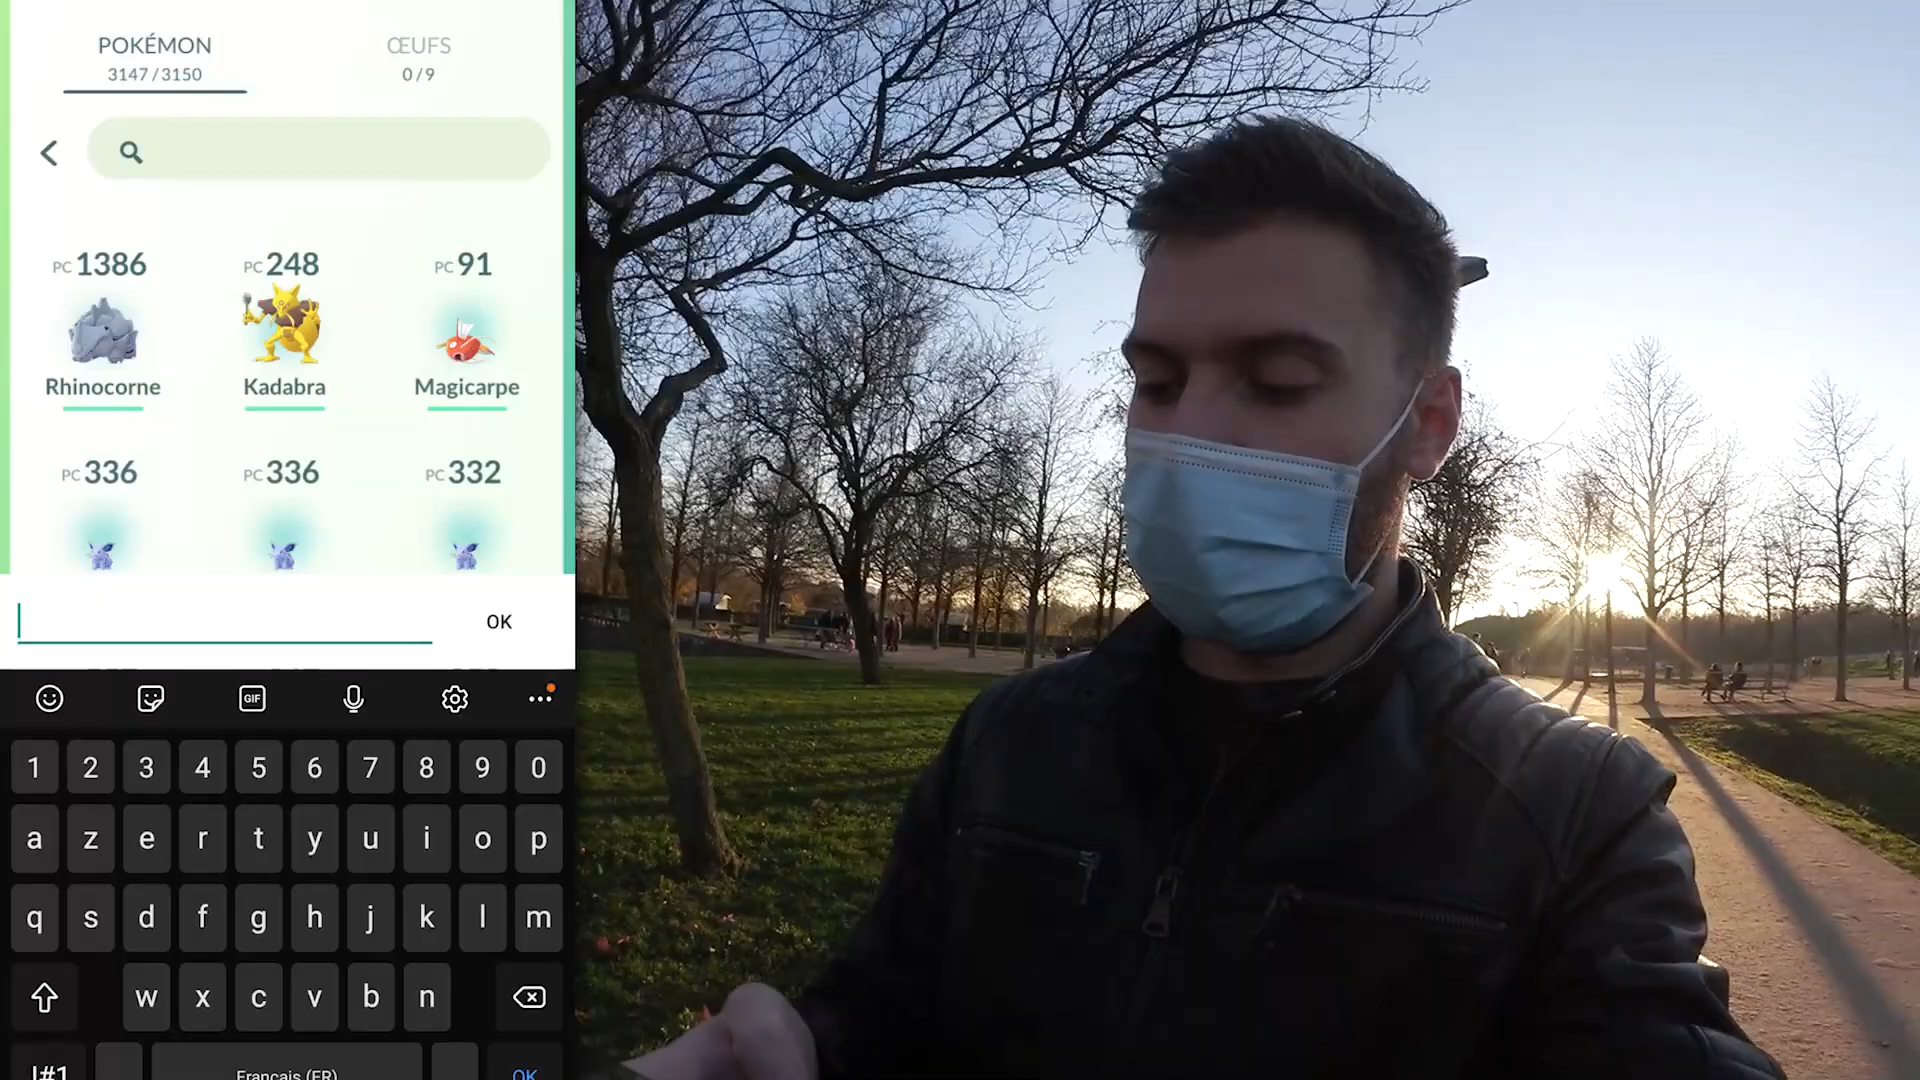 POKÉMON
ŒUFS
3147 / 3150
0 / 9
PC 1386
PC 248
PC 91
Rhinocorne
Kadabra
Magicarpe
PC 336
PC 336
PC 332
OK
GIF
1 2 3 4 5 6 7 8 9 0
a z e r t y u i o p
q s d f g h j k l m
w x c v b n
!#1
Français (FR)
OK